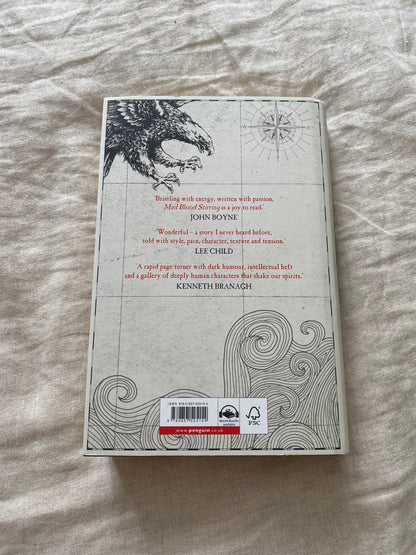 'Bristling with energy, written with passion.
Mad Blood Stirring is a joy to read.'
JOHN BOYNE
'Wonderful – a story I never heard before,
told with style, pace, character, texture and tension.'
LEE CHILD
'A rapid page-turner with dark humour, intellectual heft
and a gallery of deeply human characters that shake our spirits.'
KENNETH BRANAGH
FSC
www.penguin.co.uk